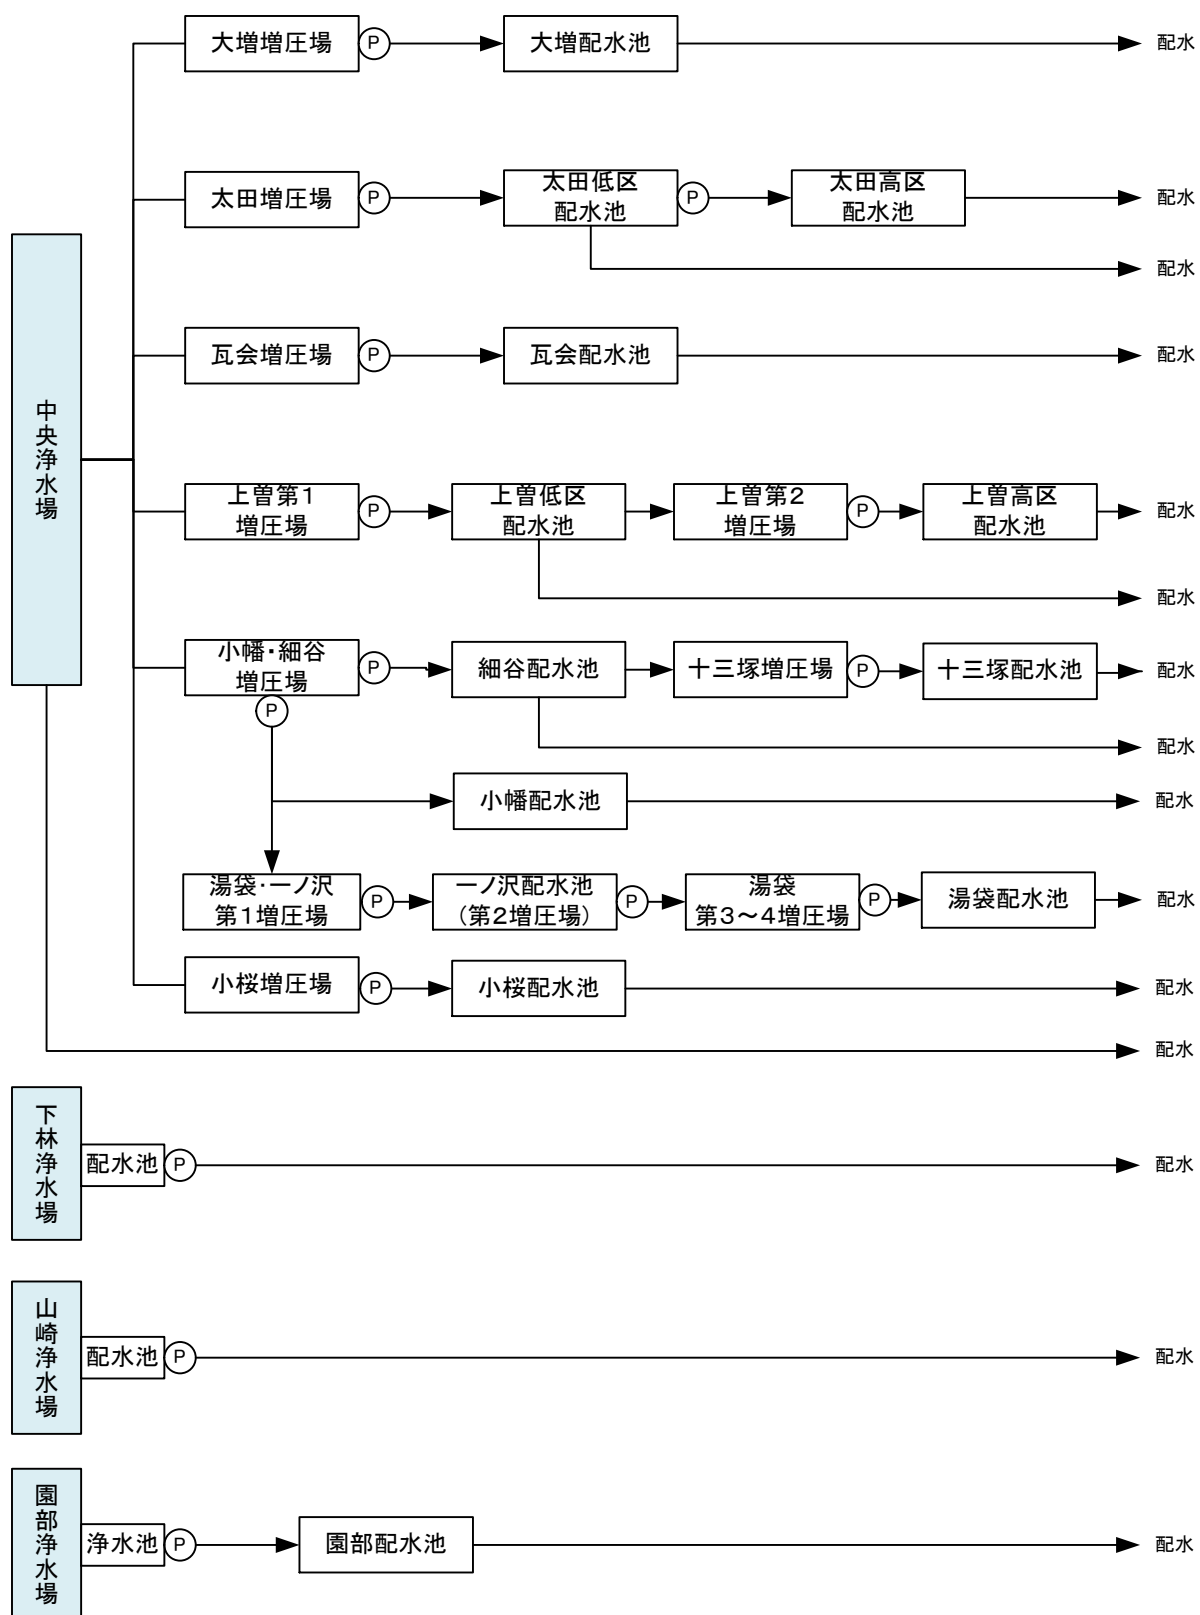 大増増圧場 P 大増配水池 配水
太田増圧場 P 太田低区 P 太田高区 配水
配水池 配水池
配水
瓦会増圧場 P 瓦会配水池 配水
中央浄水場
上曽第1 P 上曽低区 上曽第2 P 上曽高区 配水
増圧場 配水池 増圧場 配水池
配水
小幡・細谷 P 細谷配水池 十三塚増圧場 P 十三塚配水池 配水
増圧場
P
配水
小幡配水池 配水
湯袋・一ノ沢 P 一ノ沢配水池 P 湯袋 P 湯袋配水池 配水
第1増圧場 (第2増圧場) 第3～4増圧場
小桜増圧場 P 小桜配水池 配水
配水
下林浄水場
配水池 P 配水
山崎浄水場
配水池 P 配水
園部浄水場
浄水池 P 園部配水池 配水